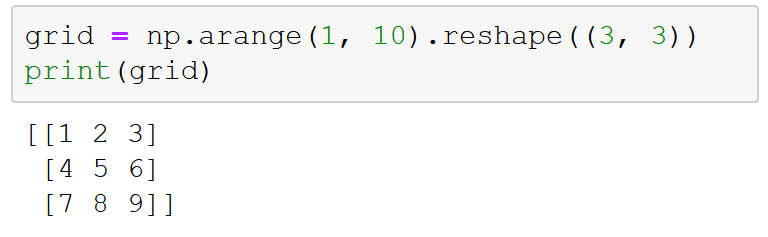 grid = np.arange(1, 10).reshape((3, 3))
print(grid)
[[1 2 3]
 [4 5 6]
 [7 8 9]]